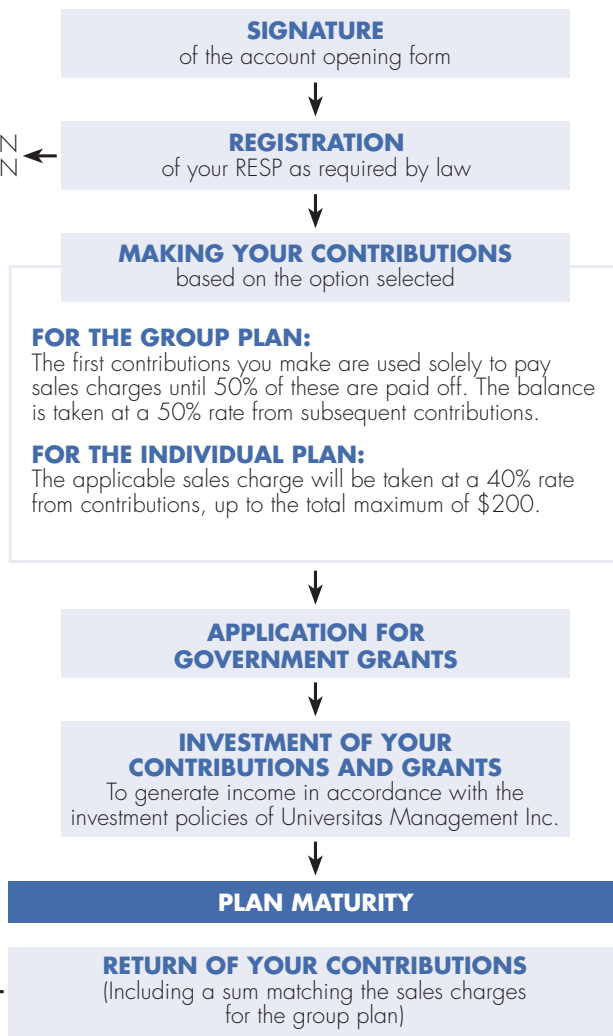 SIGNATURE
of the account opening form
REGISTRATION
of your RESP as required by law
MAKING YOUR CONTRIBUTIONS
based on the option selected
FOR THE GROUP PLAN:
The first contributions you make are used solely to pay
sales charges until 50% of these are paid off. The balance
is taken at a 50% rate from subsequent contributions.
FOR THE INDIVIDUAL PLAN:
The applicable sales charge will be taken at a 40% rate
from contributions, up to the total maximum of $200.
APPLICATION FOR
GOVERNMENT GRANTS
INVESTMENT OF YOUR
CONTRIBUTIONS AND GRANTS
To generate income in accordance with the
investment policies of Universitas Management Inc.
PLAN MATURITY
RETURN OF YOUR CONTRIBUTIONS
(Including a sum matching the sales charges
for the group plan)